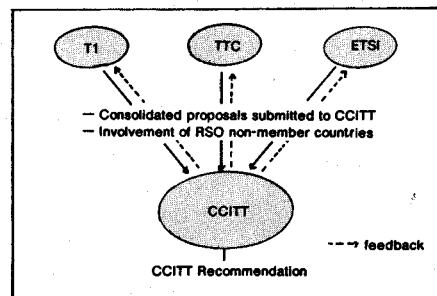 T1 TTC ETSI
— Consolidated proposals submitted to CCITT
— Involvement of RSO non-member countries
CCITT
feedback
CCITT Recommendation